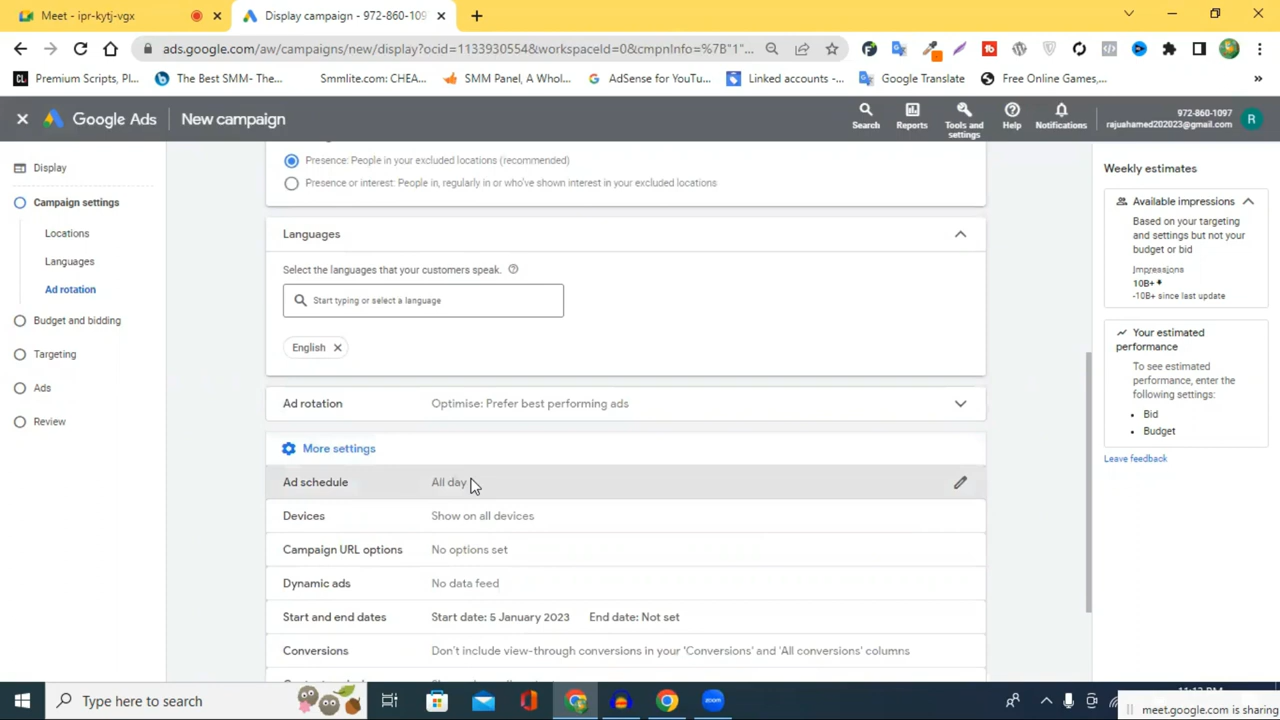 Meet - ipr-kytj-vgx
Display campaign - 972-860-109
ads.google.com/aw/campaigns/new/display?ocid=1133930554&workspaceId=0&cmpnInfo=%7B"1"...
Premium Scripts, Pl...
The Best SMM- The...
Smmlite.com: CHEA...
SMM Panel, A Whol...
AdSense for YouTu...
Linked accounts -...
Google Translate
Free Online Games,...
Google Ads
New campaign
Search
Reports
Tools and settings
Help
Notifications
972-860-1097
rajuahamed202023@gmail.com
R
Display
Campaign settings
Locations
Languages
Ad rotation
Budget and bidding
Targeting
Ads
Review
Presence: People in your excluded locations (recommended)
Presence or interest: People in, regularly in or who've shown interest in your excluded locations
Languages
Select the languages that your customers speak.
Start typing or select a language
English
Ad rotation Optimise: Prefer best performing ads
More settings
Ad schedule All day
Devices Show on all devices
Campaign URL options No options set
Dynamic ads No data feed
Start and end dates Start date: 5 January 2023 End date: Not set
Conversions Don't include view-through conversions in your 'Conversions' and 'All conversions' columns
Weekly estimates
Available impressions
Based on your targeting
and settings but not your
budget or bid
Impressions
10B+
-10B+ since last update
Your estimated
performance
To see estimated
performance, enter the
following settings:
• Bid
• Budget
Leave feedback
Type here to search
zoom
meet.google.com is sharing